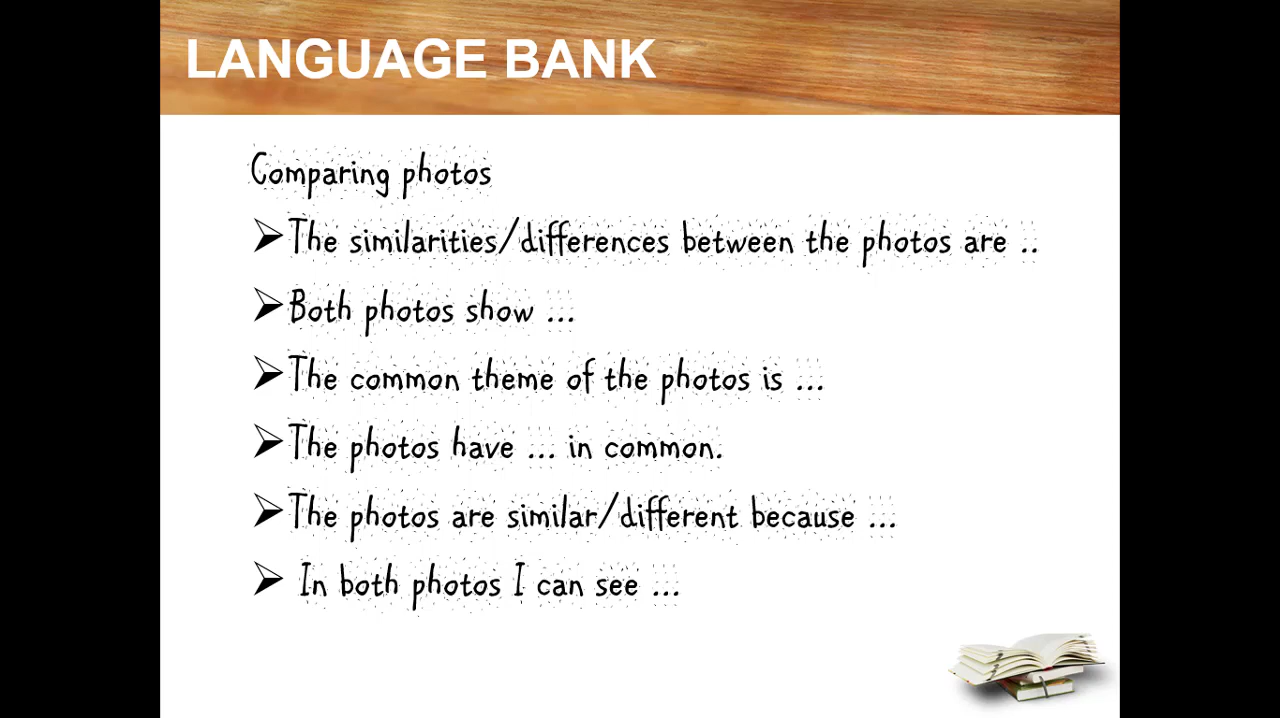 LANGUAGE BANK
Comparing photos
➢The similarities/differences between the photos are ..
➢Both photos show ...
➢The common theme of the photos is ...
➢The photos have ... in common.
➢The photos are similar/different because ...
➢ In both photos I can see ...